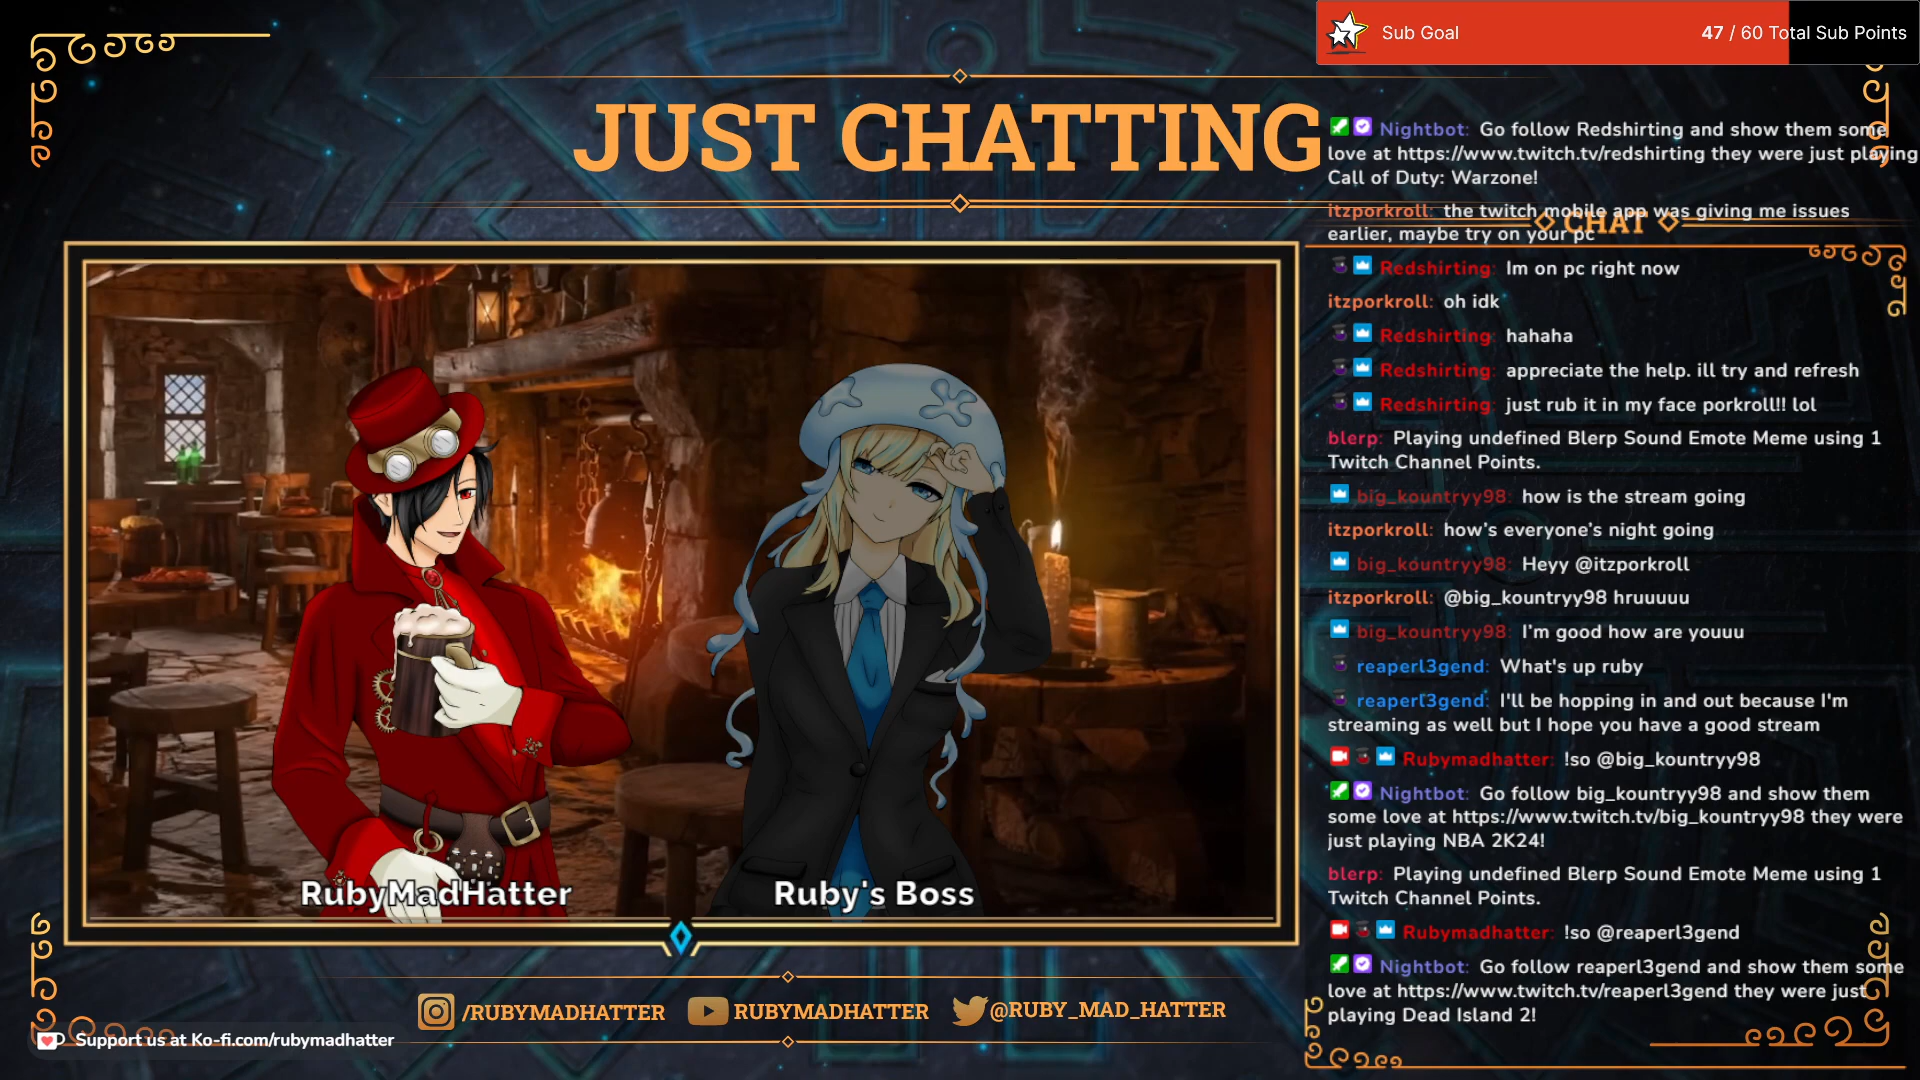 Sub Goal
47 / 60 Total Sub Points
JUST CHATTING
CHAT
Nightbot: Go follow Redshirting and show them some
love at https://www.twitch.tv/redshirting they were just playing
Call of Duty: Warzone!
itzporkroll: the twitch mobile app was giving me issues
earlier, maybe try on your pc
Redshirting: Im on pc right now
itzporkroll: oh idk
Redshirting: hahaha
Redshirting: appreciate the help. ill try and refresh
Redshirting: just rub it in my face porkroll!! lol
blerp: Playing undefined Blerp Sound Emote Meme using 1
Twitch Channel Points.
big_kountryy98: how is the stream going
itzporkroll: how's everyone's night going
big_kountryy98: Heyy @itzporkroll
itzporkroll: @big_kountryy98 hruuuuu
big_kountryy98: I'm good how are youuu
reaperl3gend: What's up ruby
reaperl3gend: I'll be hopping in and out because I'm
streaming as well but I hope you have a good stream
Rubymadhatter: !so @big_kountryy98
Nightbot: Go follow big_kountryy98 and show them
some love at https://www.twitch.tv/big_kountryy98 they were
just playing NBA 2K24!
blerp: Playing undefined Blerp Sound Emote Meme using 1
Twitch Channel Points.
Rubymadhatter: !so @reaperl3gend
Nightbot: Go follow reaperl3gend and show them some
love at https://www.twitch.tv/reaperl3gend they were just
playing Dead Island 2!
RubyMadHatter
Ruby's Boss
/RUBYMADHATTER
RUBYMADHATTER
@RUBY_MAD_HATTER
Support us at Ko-fi.com/rubymadhatter